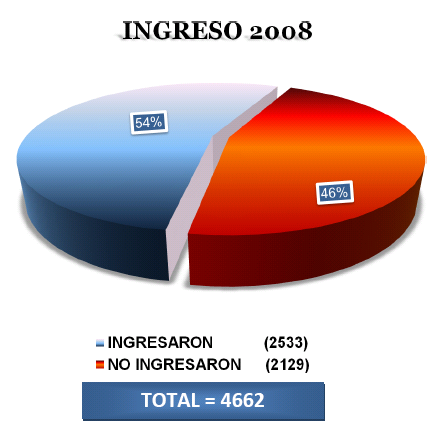 INGRESO 2008
54%
46%
INGRESARON (2533)
NO INGRESARON (2129)
TOTAL = 4662